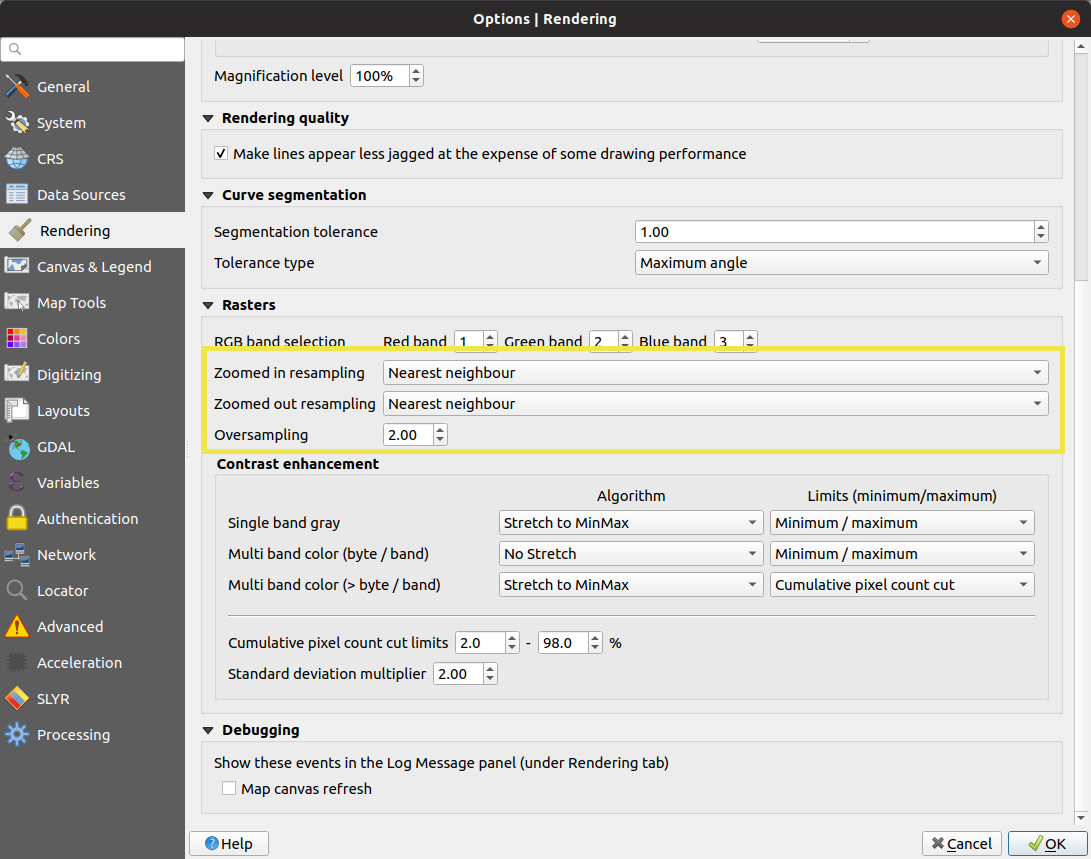 Options | Rendering
General
System
CRS
Data Sources
Rendering
Canvas & Legend
Map Tools
Colors
Digitizing
Layouts
GDAL
Variables
Authentication
Network
Locator
Advanced
Acceleration
SLYR
Processing
Magnification level 100%
Rendering quality
Make lines appear less jagged at the expense of some drawing performance
Curve segmentation
Segmentation tolerance 1.00
Tolerance type Maximum angle
Rasters
RGB band selection Red band 1 Green band 2 Blue band 3
Zoomed in resampling Nearest neighbour
Zoomed out resampling Nearest neighbour
Oversampling 2.00
Contrast enhancement
Algorithm Limits (minimum/maximum)
Single band gray Stretch to MinMax Minimum / maximum
Multi band color (byte / band) No Stretch Minimum / maximum
Multi band color (> byte / band) Stretch to MinMax Cumulative pixel count cut
Cumulative pixel count cut limits 2.0 - 98.0 %
Standard deviation multiplier 2.00
Debugging
Show these events in the Log Message panel (under Rendering tab)
Map canvas refresh
Help Cancel OK